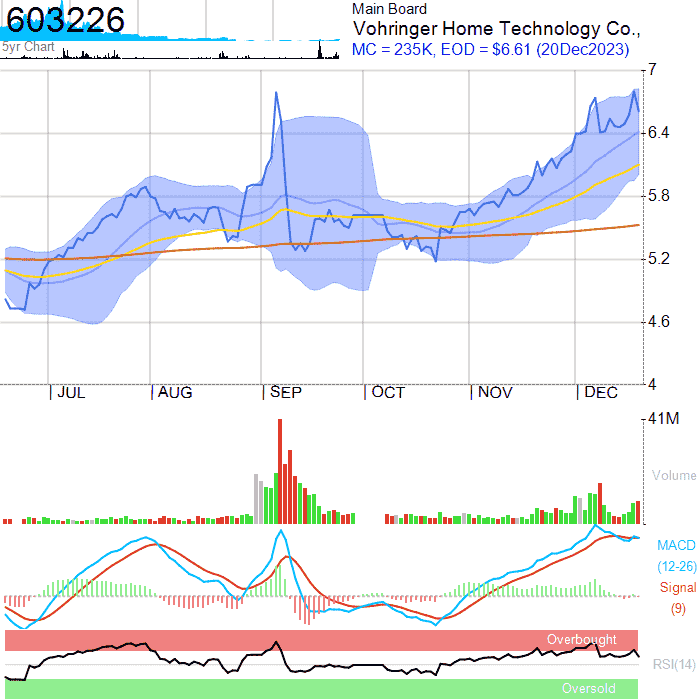 603226
5yr Chart
Main Board
Vohringer Home Technology Co.,
MC = 235K, EOD = $6.61 (20Dec2023)
7
6.4
5.8
5.2
4.6
4
| JUL | AUG | SEP | OCT | NOV | DEC
41M
Volume
MACD
(12-26)
Signal
(9)
Overbought
RSI(14)
Oversold